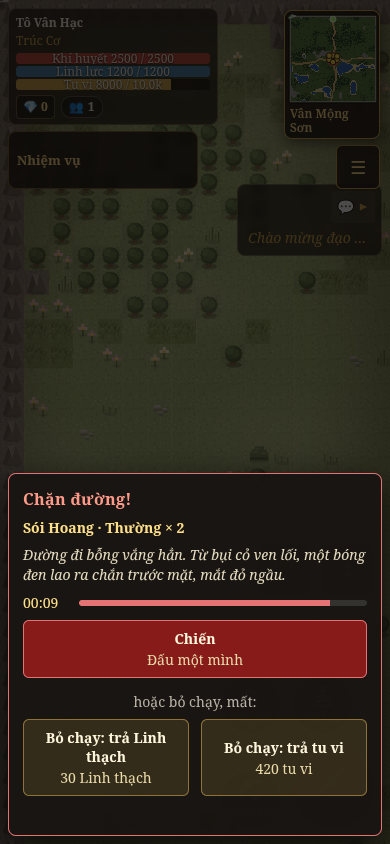 Tô Vân Hạc
Trúc Cơ
Khí huyết 2500 / 2500
Linh lực 1200 / 1200
Tu vi 8000 / 10.0k
💎 0
👥 1
Vân Mộng
Sơn
Nhiệm vụ
☰
💬 ▶
Chào mừng đạo ...
Chặn đường!
Sói Hoang · Thường × 2
Đường đi bỗng vắng hẳn. Từ bụi cỏ ven lối, một bóng
đen lao ra chắn trước mặt, mắt đỏ ngầu.
00:09
Chiến
Đấu một mình
hoặc bỏ chạy, mất:
Bỏ chạy: trả Linh
thạch
30 Linh thạch
Bỏ chạy: trả tu vi
420 tu vi